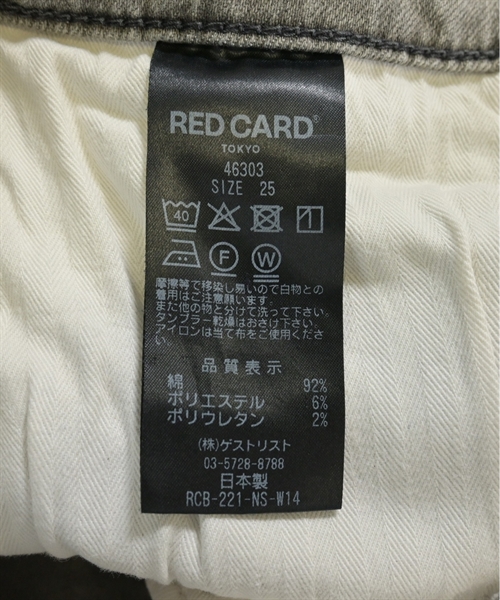 RED CARD®
TOKYO
46303
SIZE 25
40
F W
摩擦等で移染し易いので白物との
着用はご注意願います。
また他の物と分けて洗って下さい。
タンブラー乾燥はおさけ下さい。
アイロンは当て布をご使用くださ
い。
品質表示
綿 92%
ポリエステル 6%
ポリウレタン 2%
(株)ゲストリスト
03-5728-8788
日本製
RCB-221-NS-W14